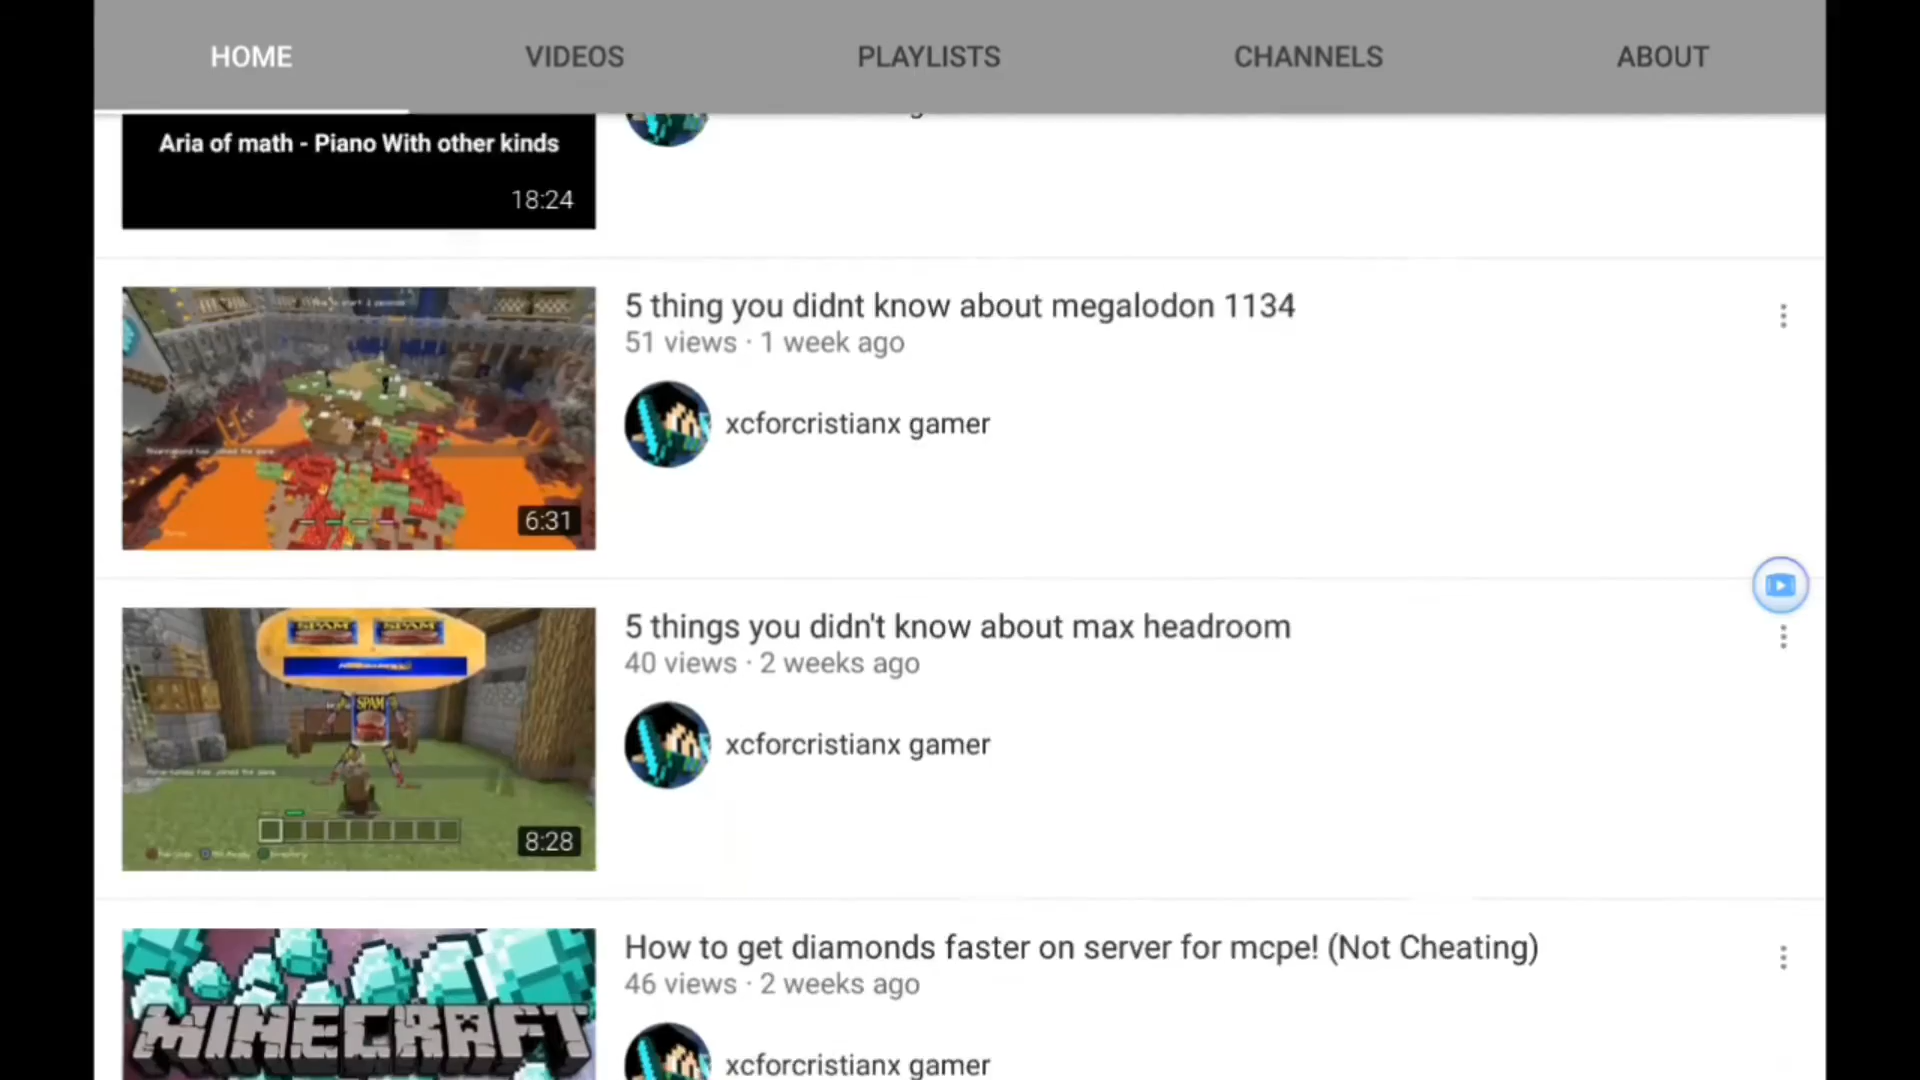 HOME VIDEOS PLAYLISTS CHANNELS ABOUT
Aria of math - Piano With other kinds
18:24
5 thing you didnt know about megalodon 1134
51 views · 1 week ago
xcforcristianx gamer
6:31
5 things you didn't know about max headroom
40 views · 2 weeks ago
SPAM SPAM
SPAM
xcforcristianx gamer
8:28
How to get diamonds faster on server for mcpe! (Not Cheating)
46 views · 2 weeks ago
MINECRAFT
xcforcristianx gamer